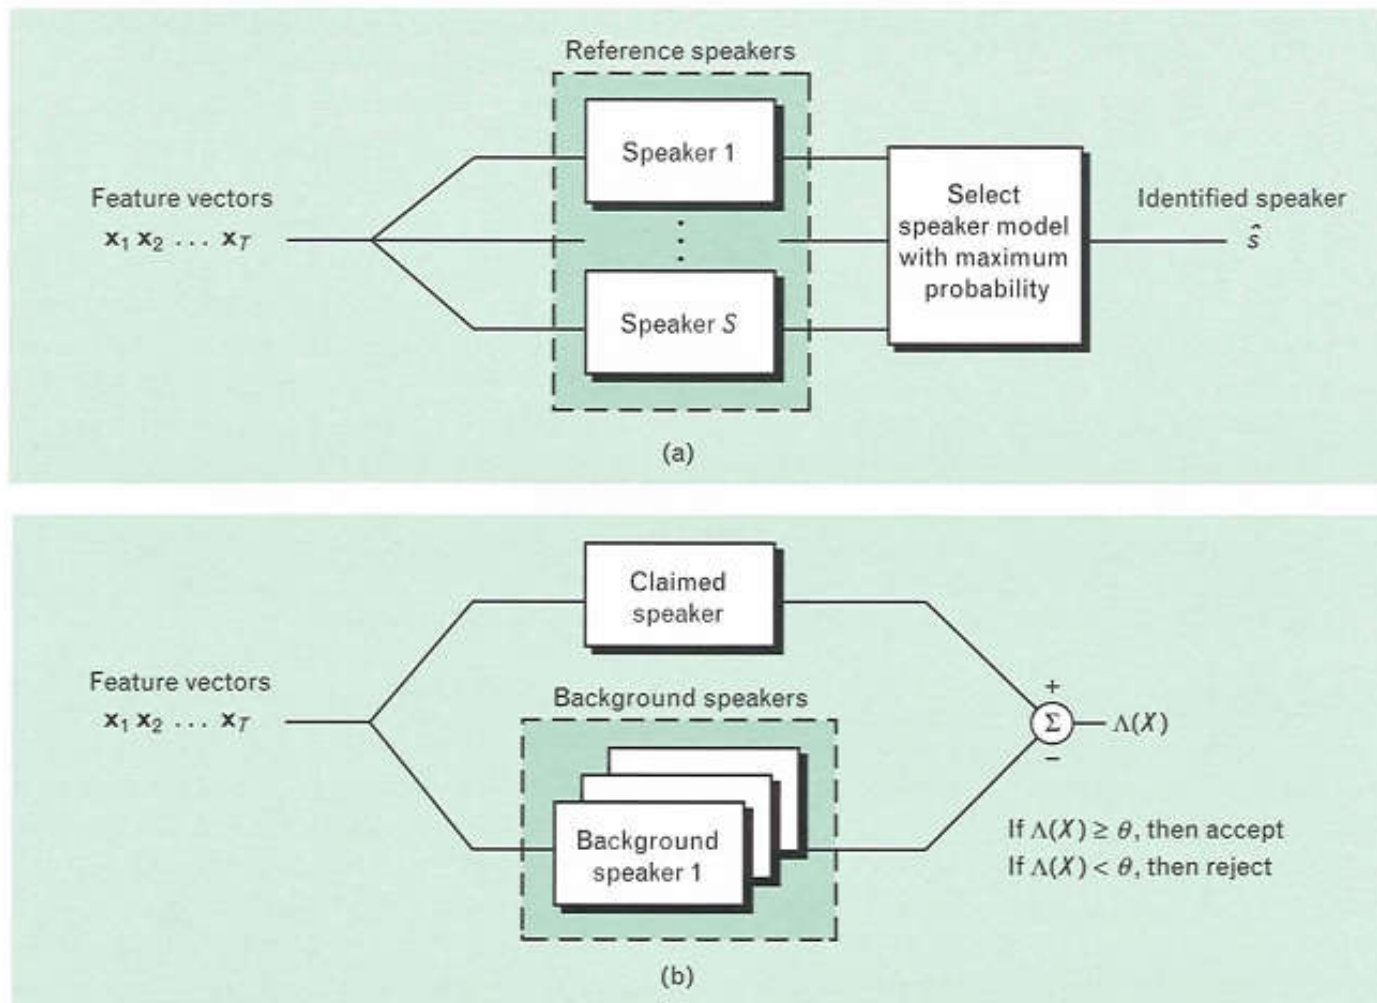 Reference speakers
Speaker 1
Feature vectors
x₁ x₂ ... x_T
Select
speaker model
with maximum
probability
Identified speaker
ŝ
Speaker S
(a)
Claimed
speaker
Feature vectors
x₁ x₂ ... x_T
Background speakers
+
Σ
Λ(X)
−
Background
speaker 1
If Λ(X) ≥ θ, then accept
If Λ(X) < θ, then reject
(b)